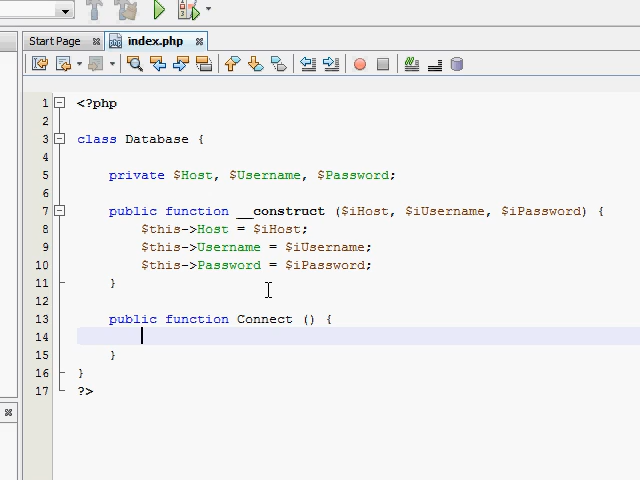 Start Page
index.php
1 <?php
2
3 class Database {
4
5 private $Host, $Username, $Password;
6
7 public function __construct ($iHost, $iUsername, $iPassword) {
8 $this->Host = $iHost;
9 $this->Username = $iUsername;
10 $this->Password = $iPassword;
11 }
12
13 public function Connect () {
14
15 }
16 }
17 ?>